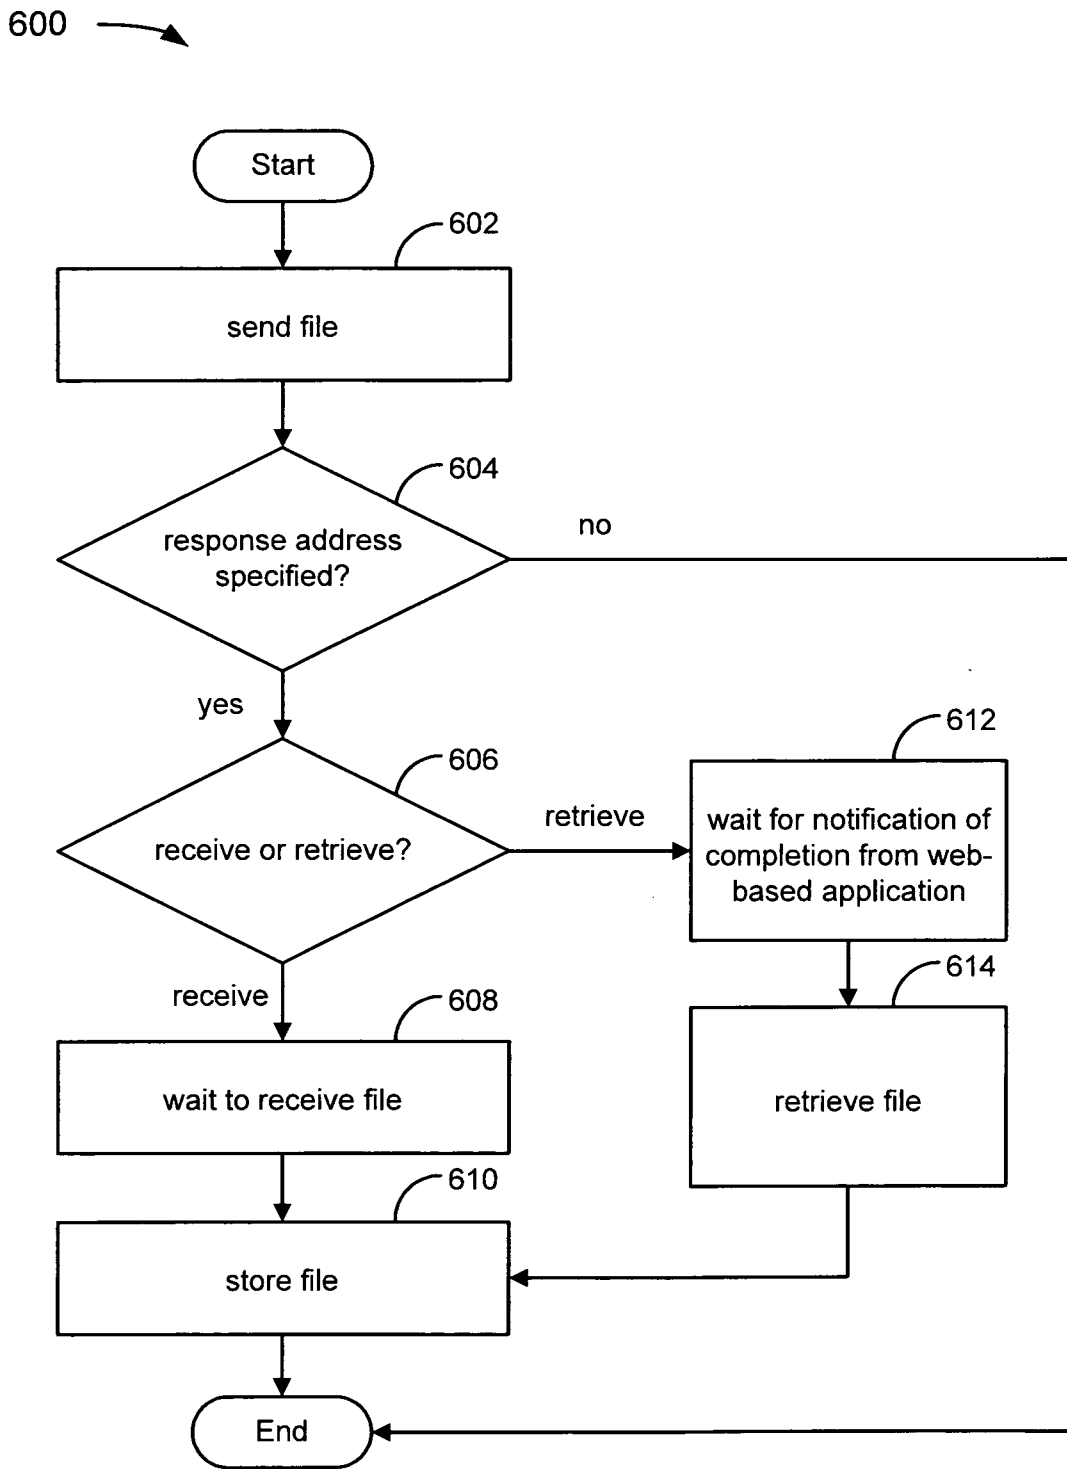 600
Start
602
send file
604
response address
specified?
no
yes
606
receive or retrieve?
retrieve
612
wait for notification of
completion from web-
based application
receive
608
wait to receive file
614
retrieve file
610
store file
End